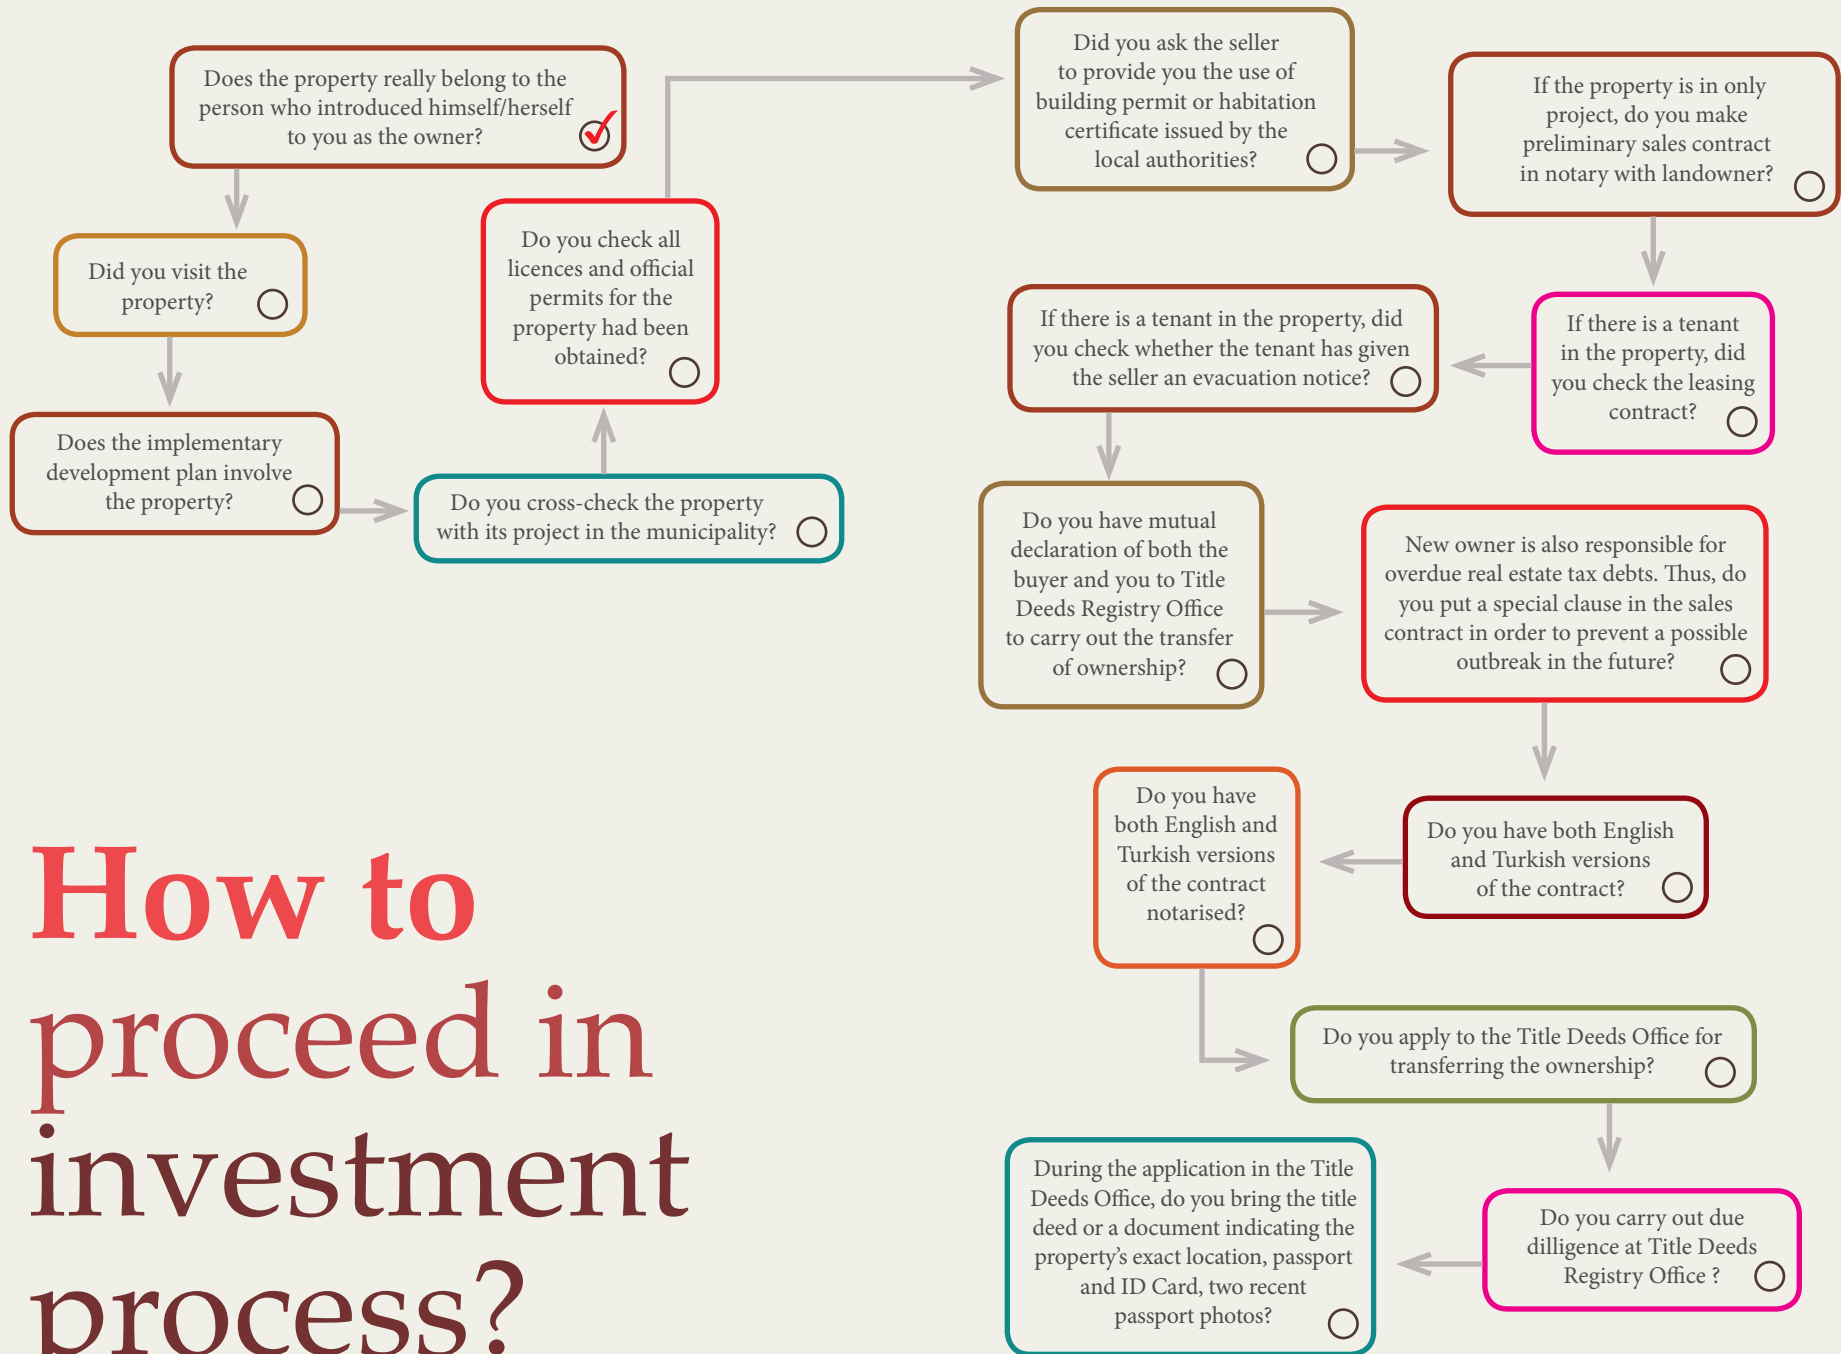 Does the property really belong to the
person who introduced himself/herself
to you as the owner?
Did you visit the
property?
Does the implementary
development plan involve
the property?
Do you cross-check the property
with its project in the municipality?
Do you check all
licences and official
permits for the
property had been
obtained?
Did you ask the seller
to provide you the use of
building permit or habitation
certificate issued by the
local authorities?
If the property is in only
project, do you make
preliminary sales contract
in notary with landowner?
If there is a tenant
in the property, did
you check the leasing
contract?
If there is a tenant in the property, did
you check whether the tenant has given
the seller an evacuation notice?
Do you have mutual
declaration of both the
buyer and you to Title
Deeds Registry Office
to carry out the transfer
of ownership?
New owner is also responsible for
overdue real estate tax debts. Thus, do
you put a special clause in the sales
contract in order to prevent a possible
outbreak in the future?
Do you have both English
and Turkish versions
of the contract?
Do you have
both English and
Turkish versions
of the contract
notarised?
Do you apply to the Title Deeds Office for
transferring the ownership?
Do you carry out due
dilligence at Title Deeds
Registry Office ?
During the application in the Title
Deeds Office, do you bring the title
deed or a document indicating the
property’s exact location, passport
and ID Card, two recent
passport photos?
How to
proceed in
investment
process?